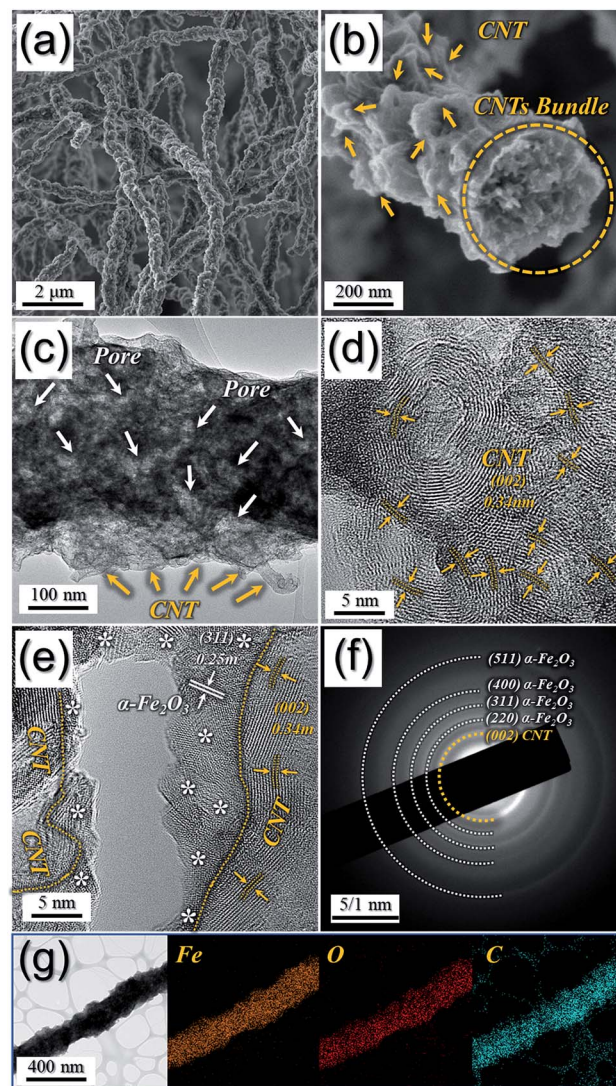 (a)
2 μm
(b)
CNT
CNTs Bundle
200 nm
(c)
Pore
Pore
CNT
100 nm
(d)
CNT
(002)
0.34nm
5 nm
(e)
(311)
0.25m
α-Fe₂O₃
(002)
0.34m
CNT
CNT
CNT
5 nm
(f)
(511) α-Fe₂O₃
(400) α-Fe₂O₃
(311) α-Fe₂O₃
(220) α-Fe₂O₃
(002) CNT
5/1 nm
(g)
Fe
O
C
400 nm